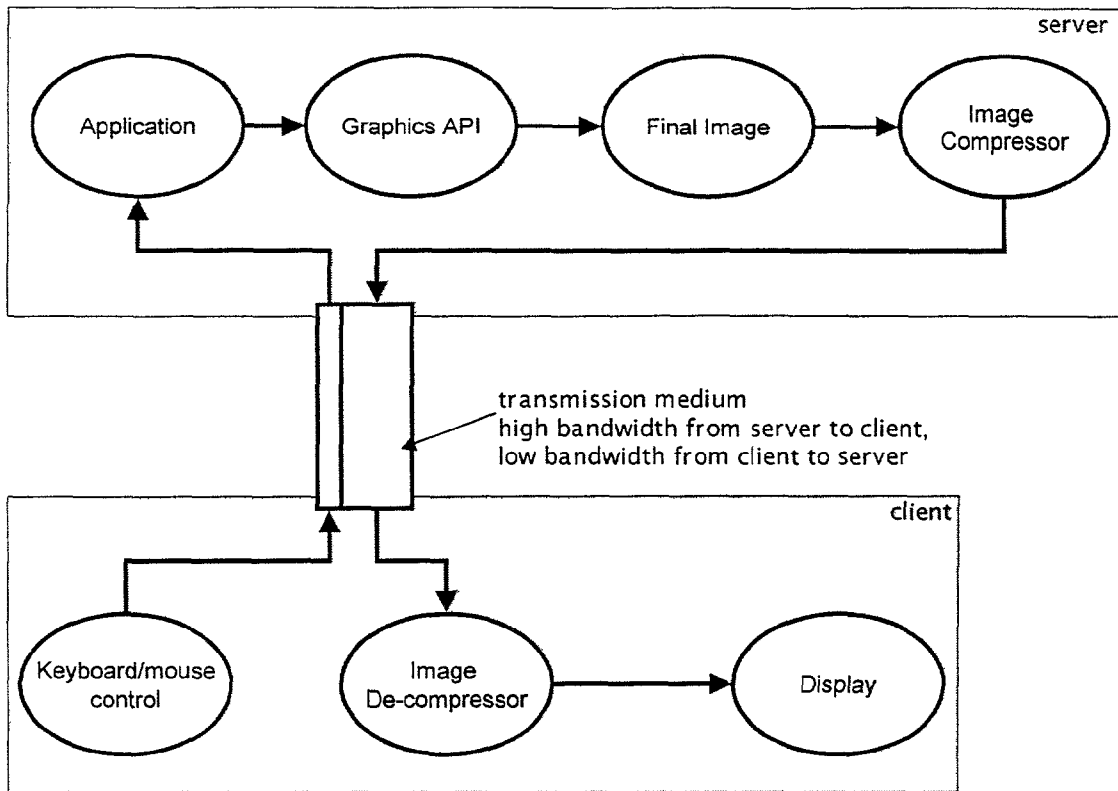 server
Application
Graphics API
Final Image
Image
Compressor
transmission medium
high bandwidth from server to client,
low bandwidth from client to server
client
Keyboard/mouse
control
Image
De-compressor
Display